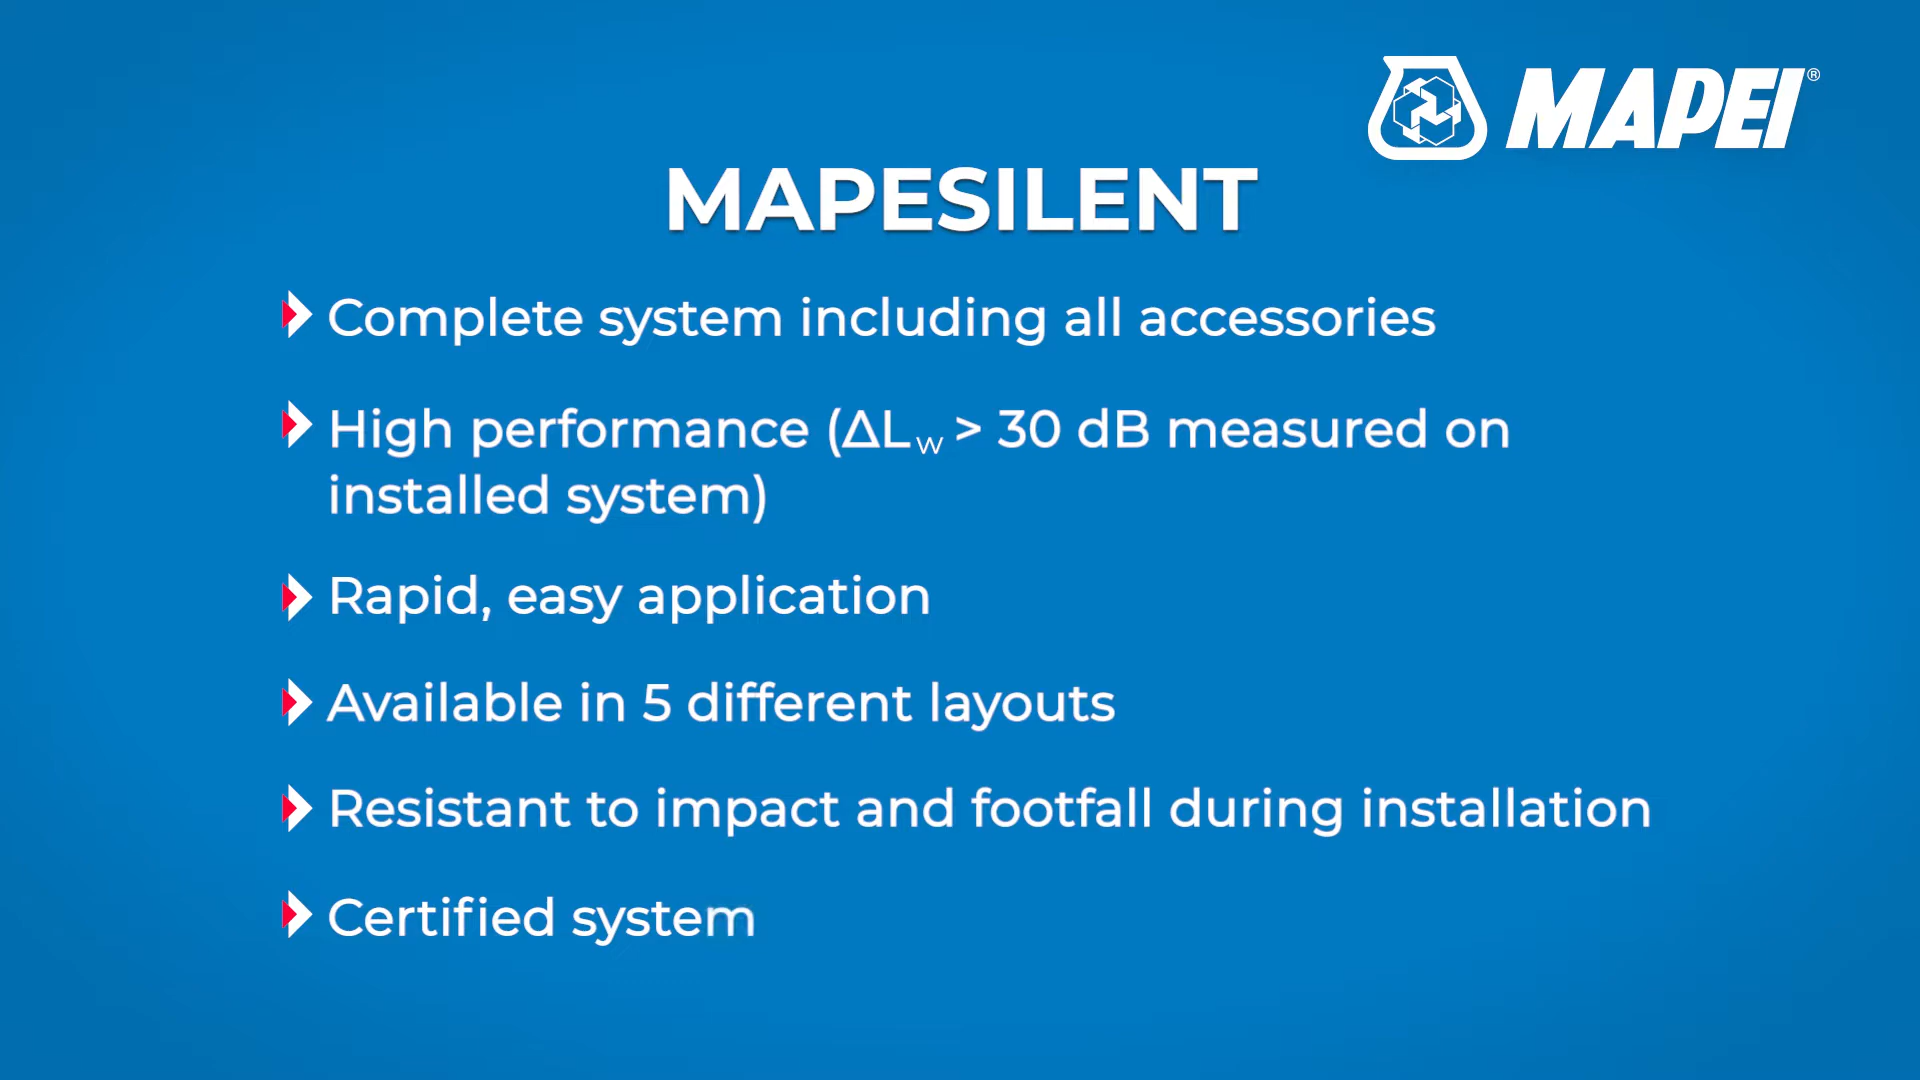 MAPEI®
MAPESILENT
Complete system including all accessories
High performance (ΔLw > 30 dB measured on
installed system)
Rapid, easy application
Available in 5 different layouts
Resistant to impact and footfall during installation
Certified system